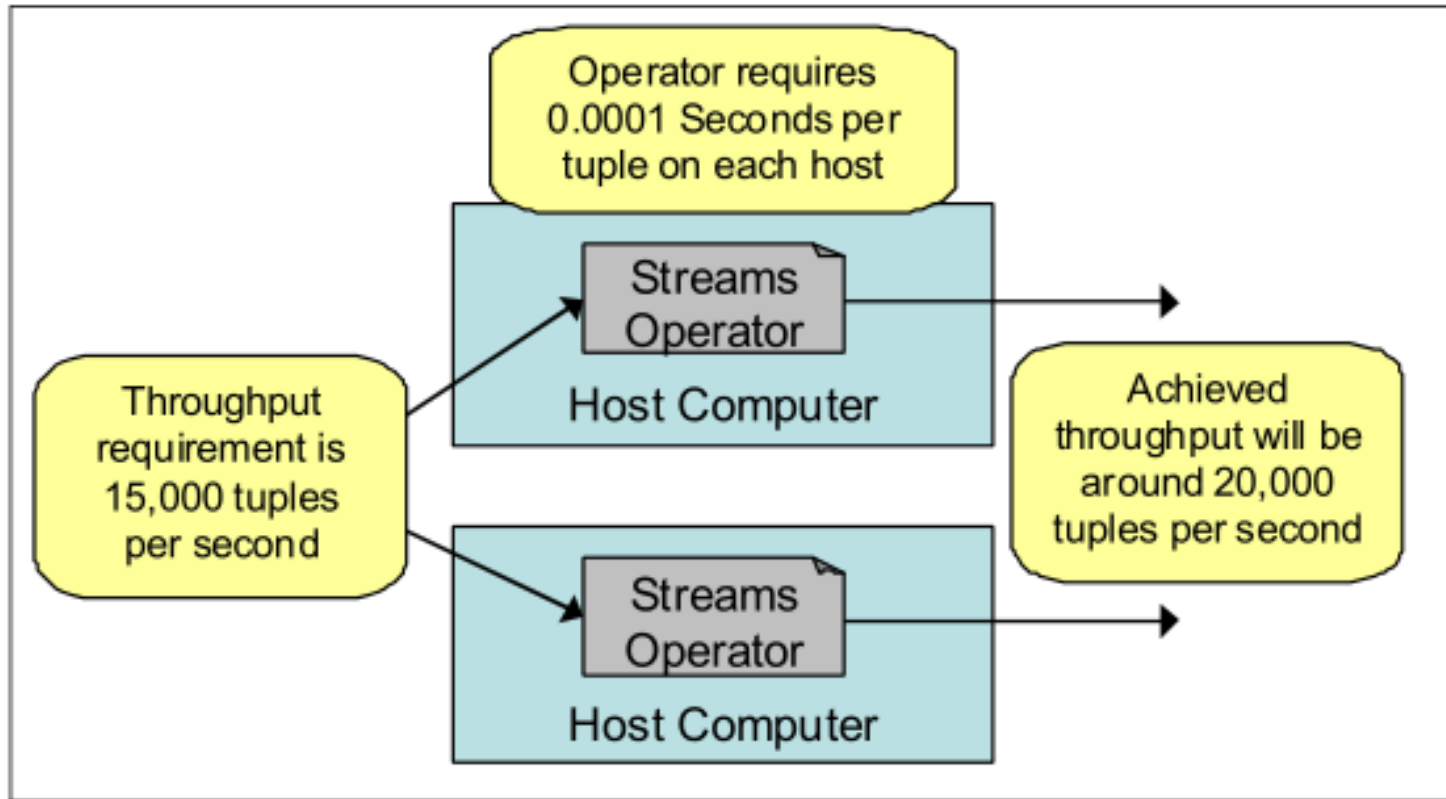 Operator requires
0.0001 Seconds per
tuple on each host
Streams
Operator
Host Computer
Throughput
requirement is
15,000 tuples
per second
Achieved
throughput will be
around 20,000
tuples per second
Streams
Operator
Host Computer